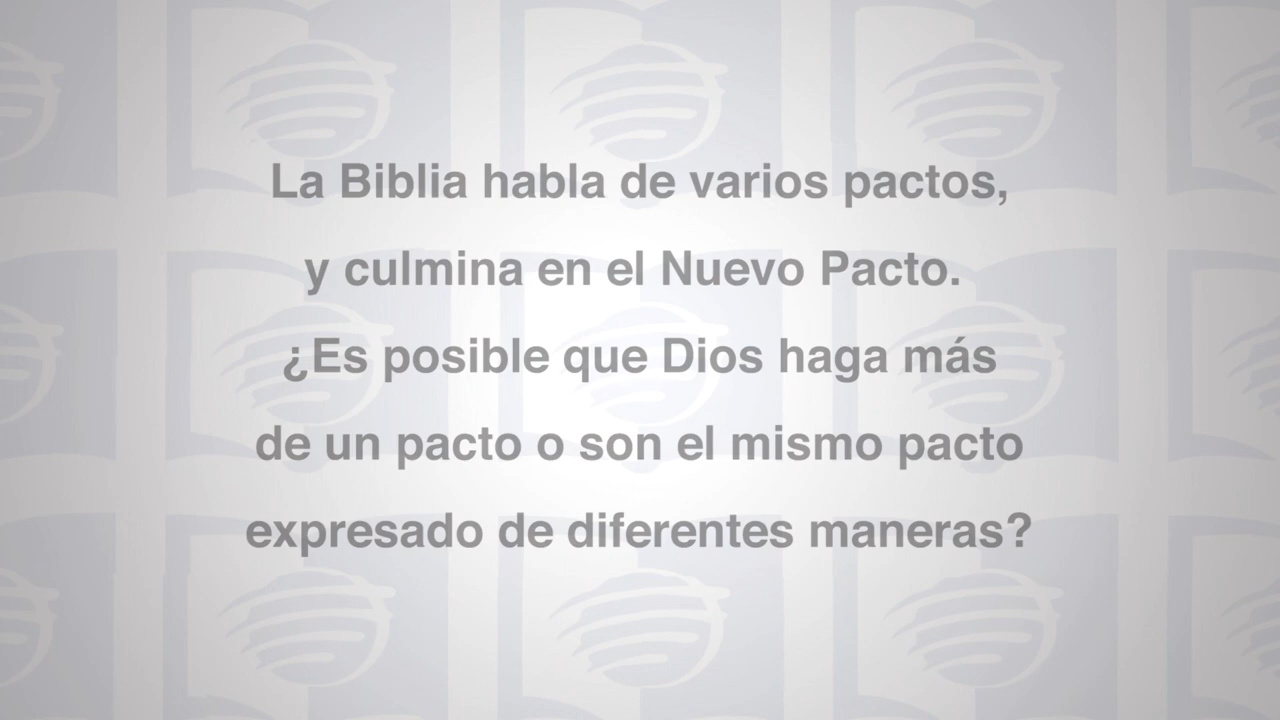 La Biblia habla de varios pactos,
y culmina en el Nuevo Pacto.
¿Es posible que Dios haga más
de un pacto o son el mismo pacto
expresado de diferentes maneras?